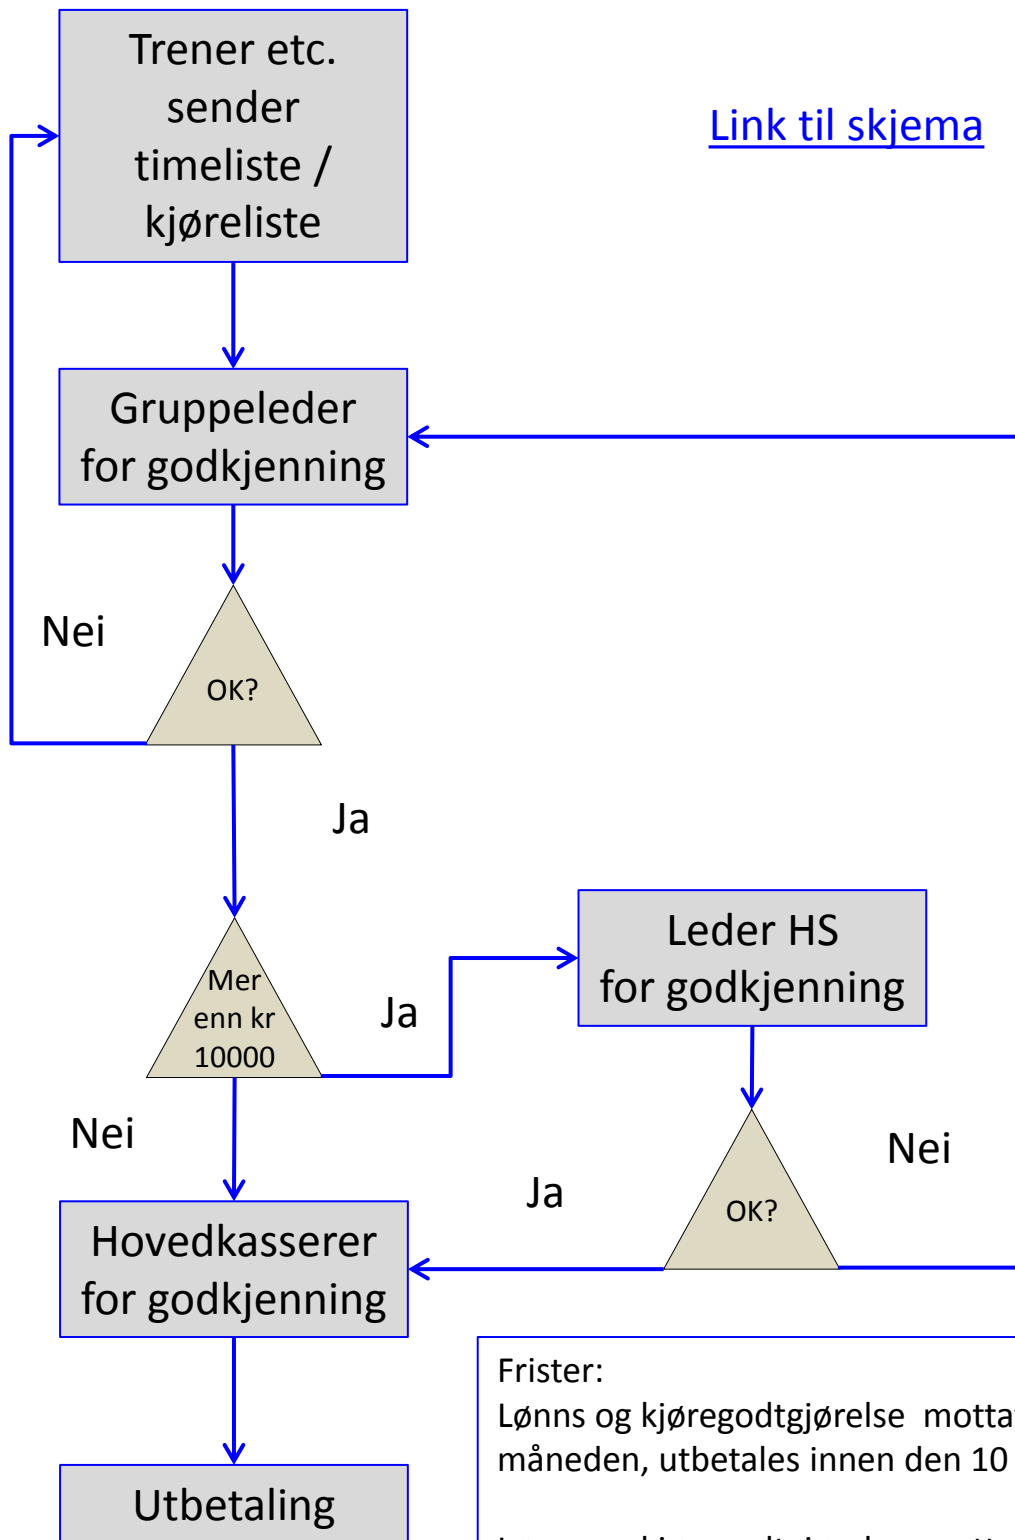 Trener etc.
sender
timeliste /
kjøreliste
Link til skjema
Gruppeleder
for godkjenning
Nei
OK?
Ja
Leder HS
for godkjenning
Mer
enn kr
10000
Ja
Nei
Nei
Ja
OK?
Hovedkasserer
for godkjenning
Frister:
Lønns og kjøregodtgjørelse
måneden, utbetales innen den 10
Utbetaling